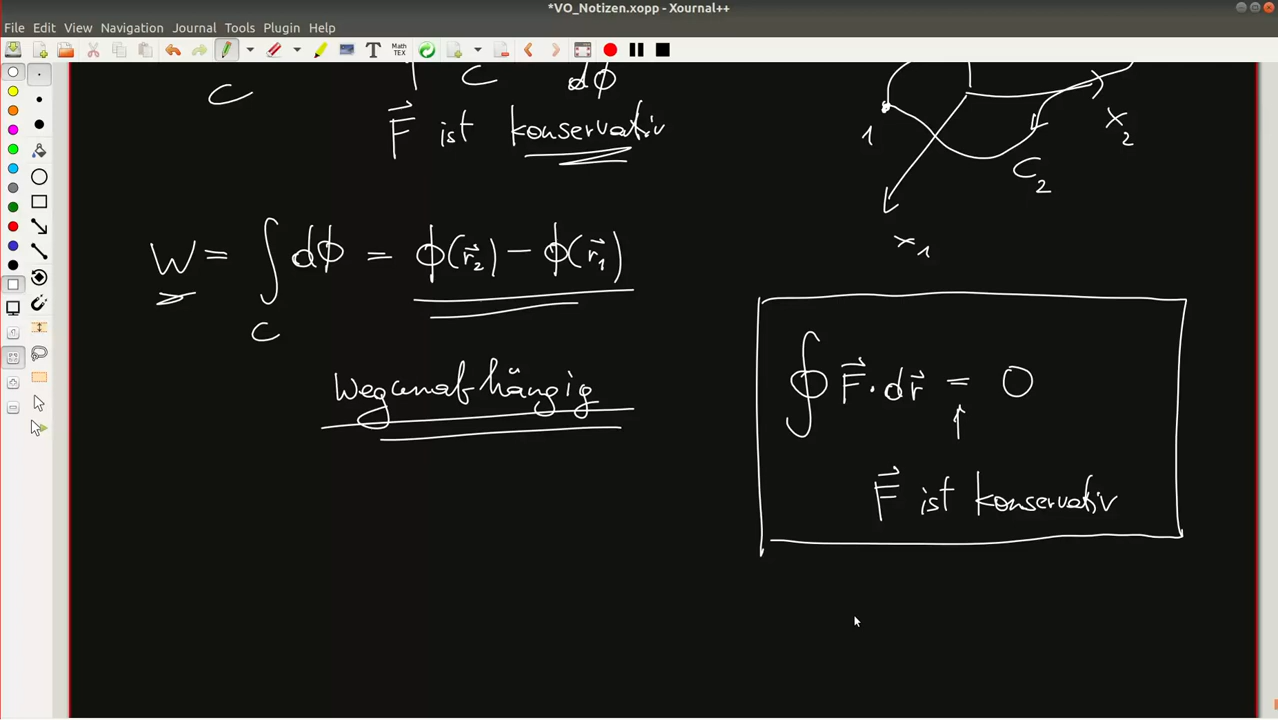 *VO_Notizen.xopp - Xournal++
File Edit View Navigation Journal Tools Plugin Help
C dϕ
C
F⃗ ist konservativ
1
x₂
C₂
x₁
W = ∫ dϕ = ϕ(r⃗₂) - ϕ(r⃗₁)
C
∮ F⃗ · dr⃗ = 0
↑
Wegunabhängig
F⃗ ist konservativ